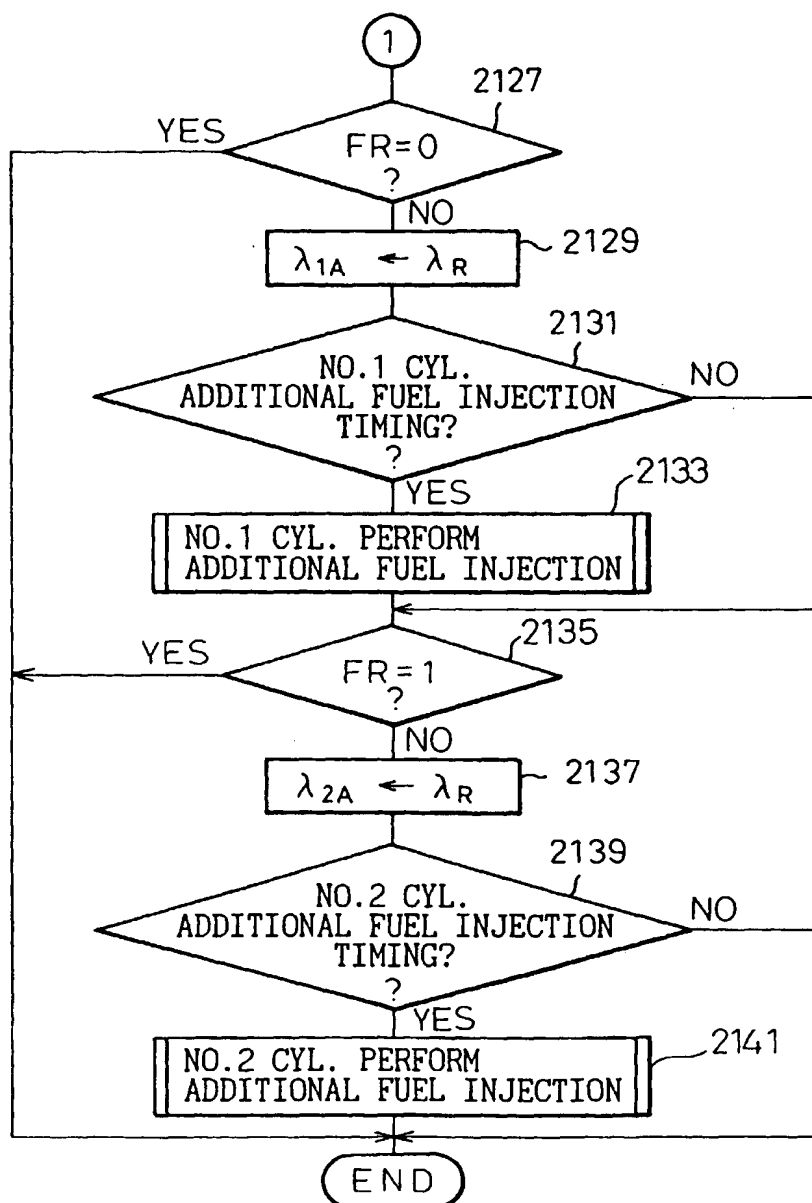 1
2127
YES
FR=0
?
NO
2129
λ1A ← λR
2131
NO.1 CYL.
ADDITIONAL FUEL INJECTION
TIMING?
?
NO
YES
2133
NO.1 CYL. PERFORM
ADDITIONAL FUEL INJECTION
2135
YES
FR=1
?
NO
2137
λ2A ← λR
2139
NO.2 CYL.
ADDITIONAL FUEL INJECTION
TIMING?
?
NO
YES
2141
NO.2 CYL. PERFORM
ADDITIONAL FUEL INJECTION
END